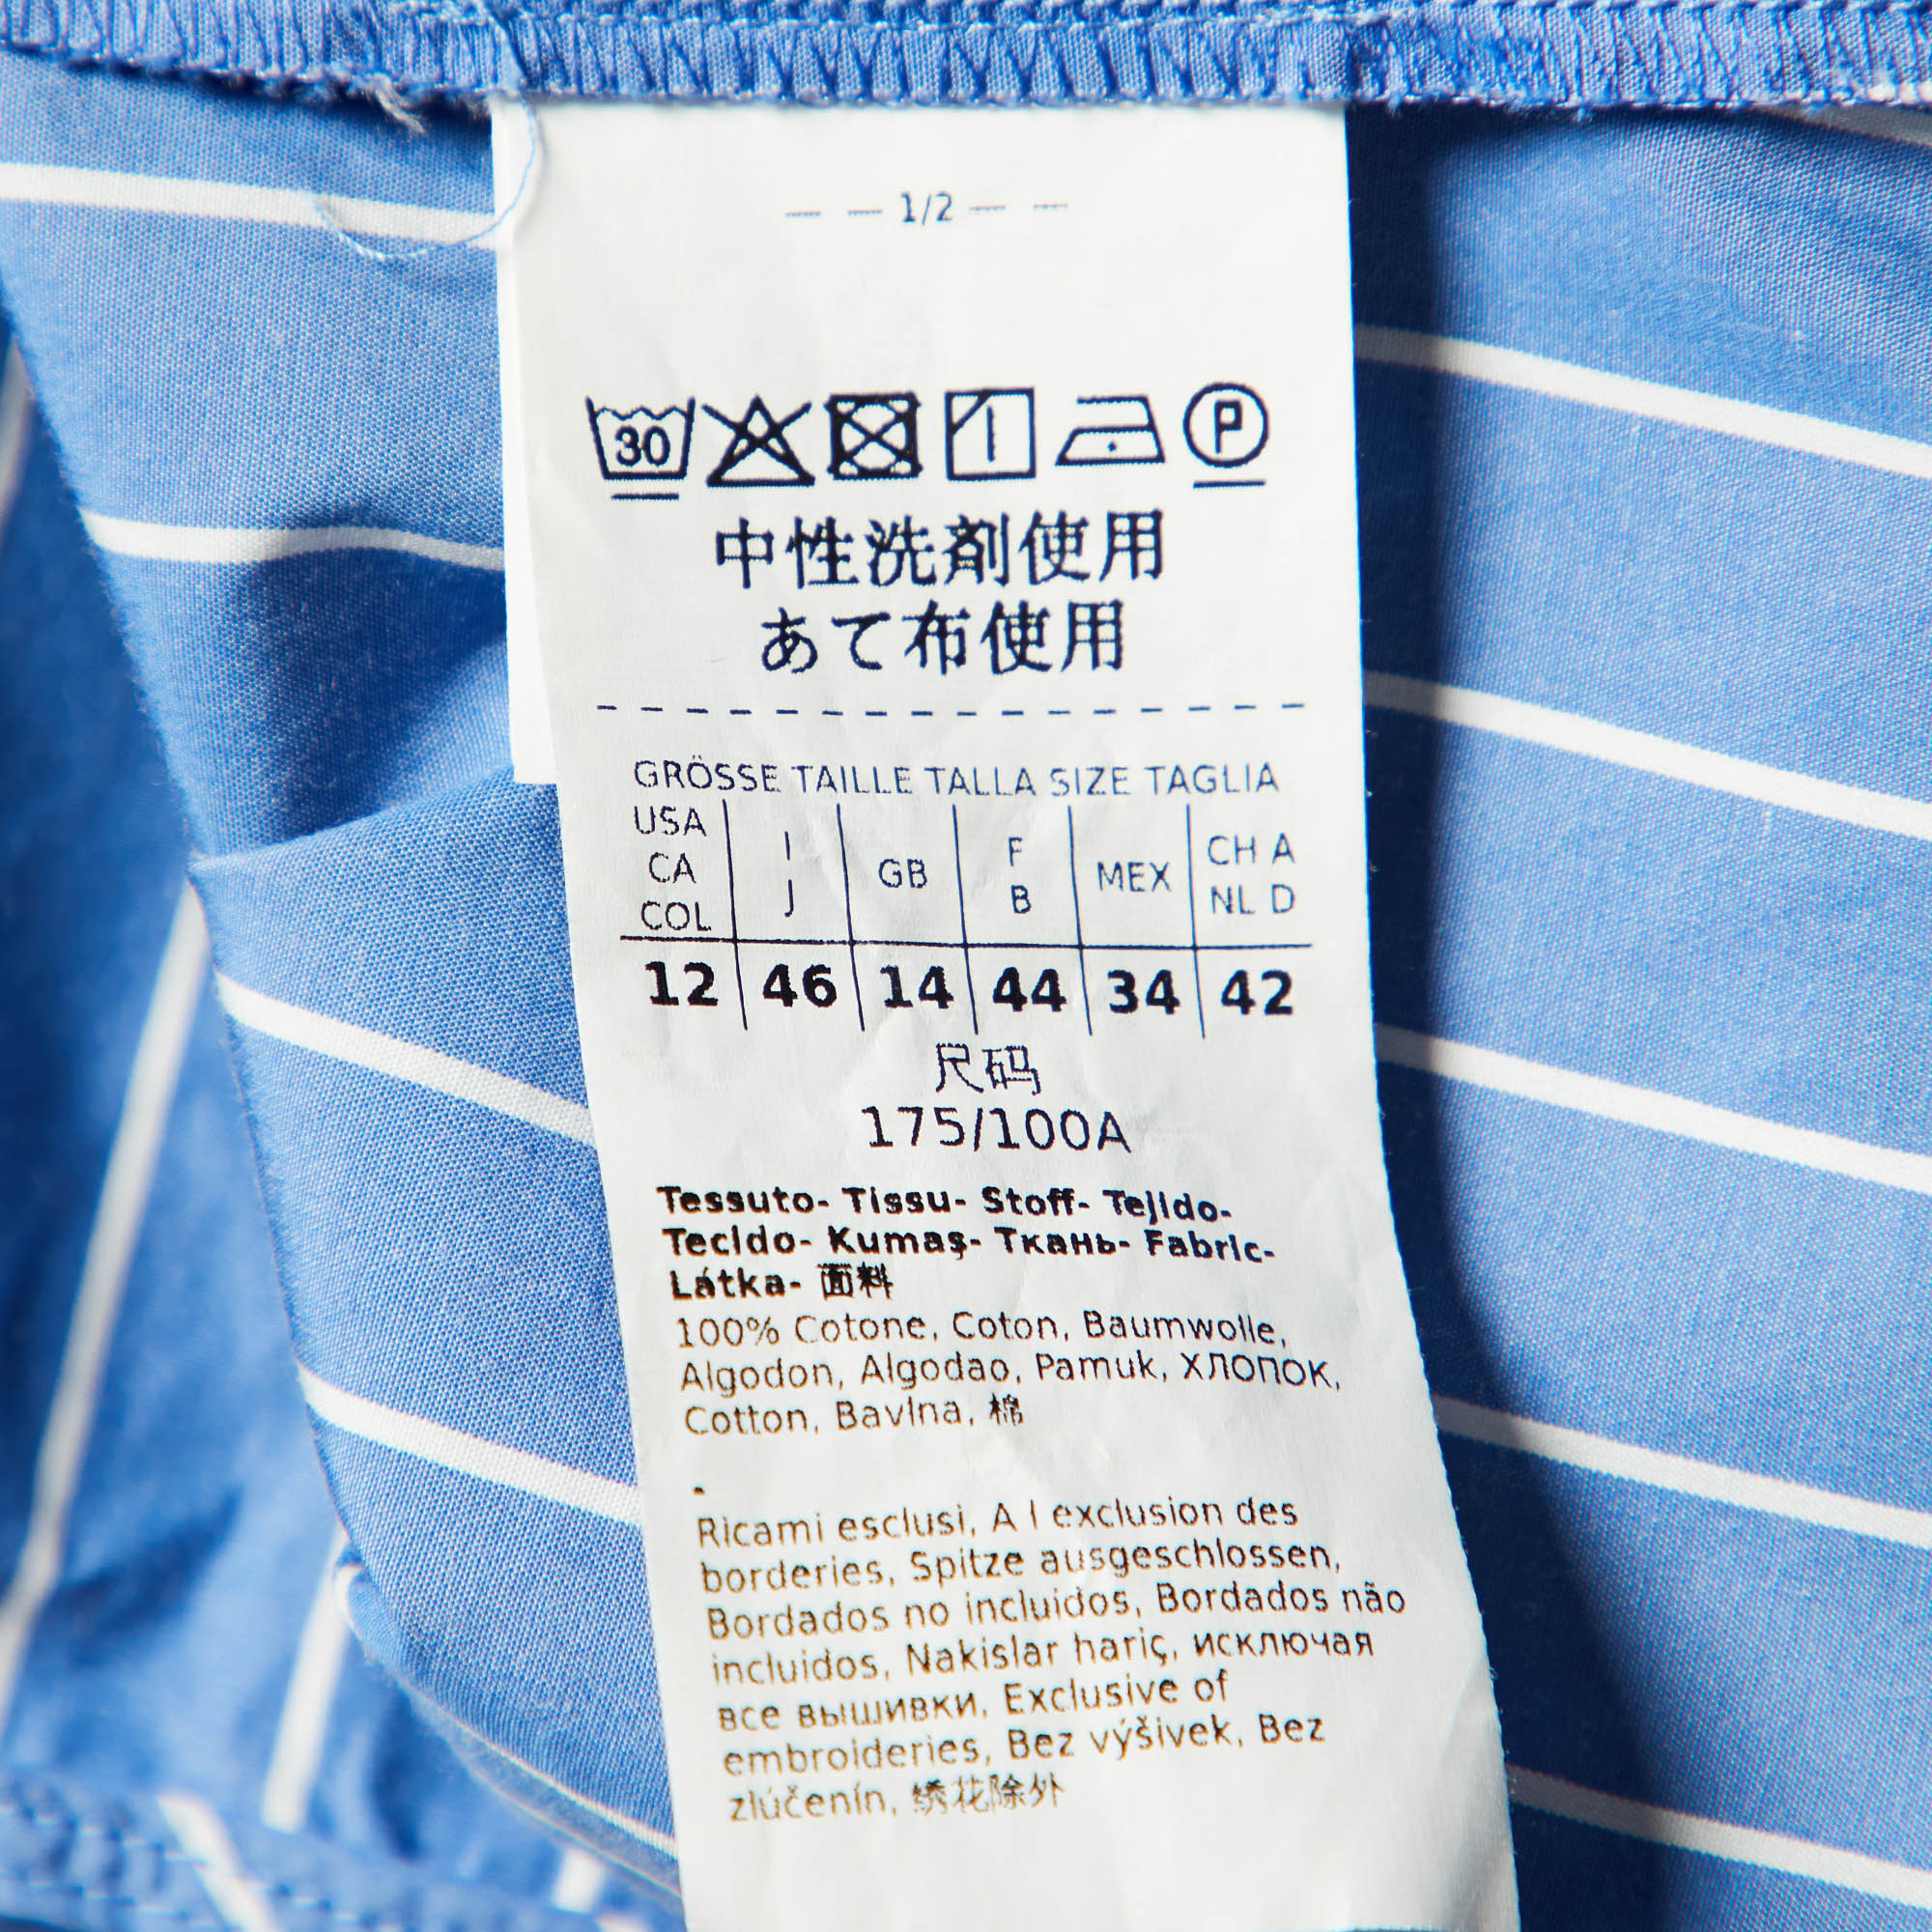 — — 1/2 — —
30 P
中性洗剤使用
あて布使用
GRÖSSE TAILLE TALLA SIZE TAGLIA
USA CA COL | I J | GB | F B | MEX | CH A NL D
12 | 46 | 14 | 44 | 34 | 42
尺码
175/100A
Tessuto- Tissu- Stoff- Tejido-
Tecido- Kumaş- Ткань- Fabric-
Látka- 面料
100% Cotone, Coton, Baumwolle,
Algodon, Algodao, Pamuk, ХЛОПОК,
Cotton, Bavlna, 棉
-
Ricami esclusi, A l exclusion des
borderies, Spitze ausgeschlossen,
Bordados no incluidos, Bordados não
incluidos, Nakislar hariç, исключая
все вышивки, Exclusive of
embroideries, Bez výšivek, Bez
zlúčenín, 绣花除外